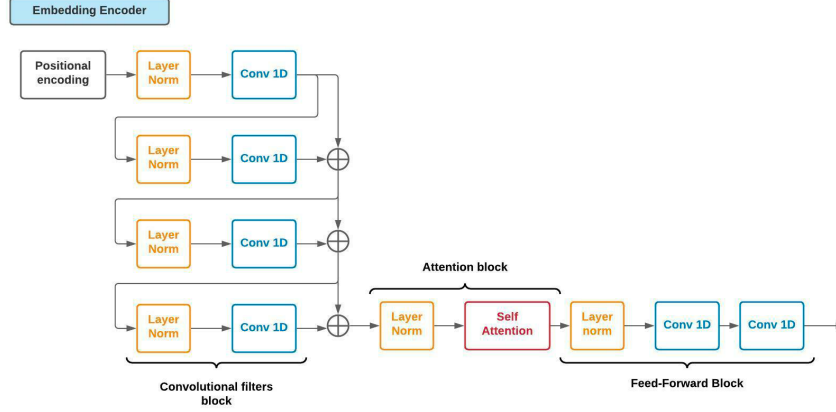 Embedding Encoder
Positional
encoding
Layer
Norm
Conv 1D
Layer
Norm
Conv 1D
Layer
Norm
Conv 1D
Layer
Norm
Conv 1D
Convolutional filters
block
Attention block
Layer
Norm
Self
Attention
Layer
norm
Conv 1D
Conv 1D
Feed-Forward Block